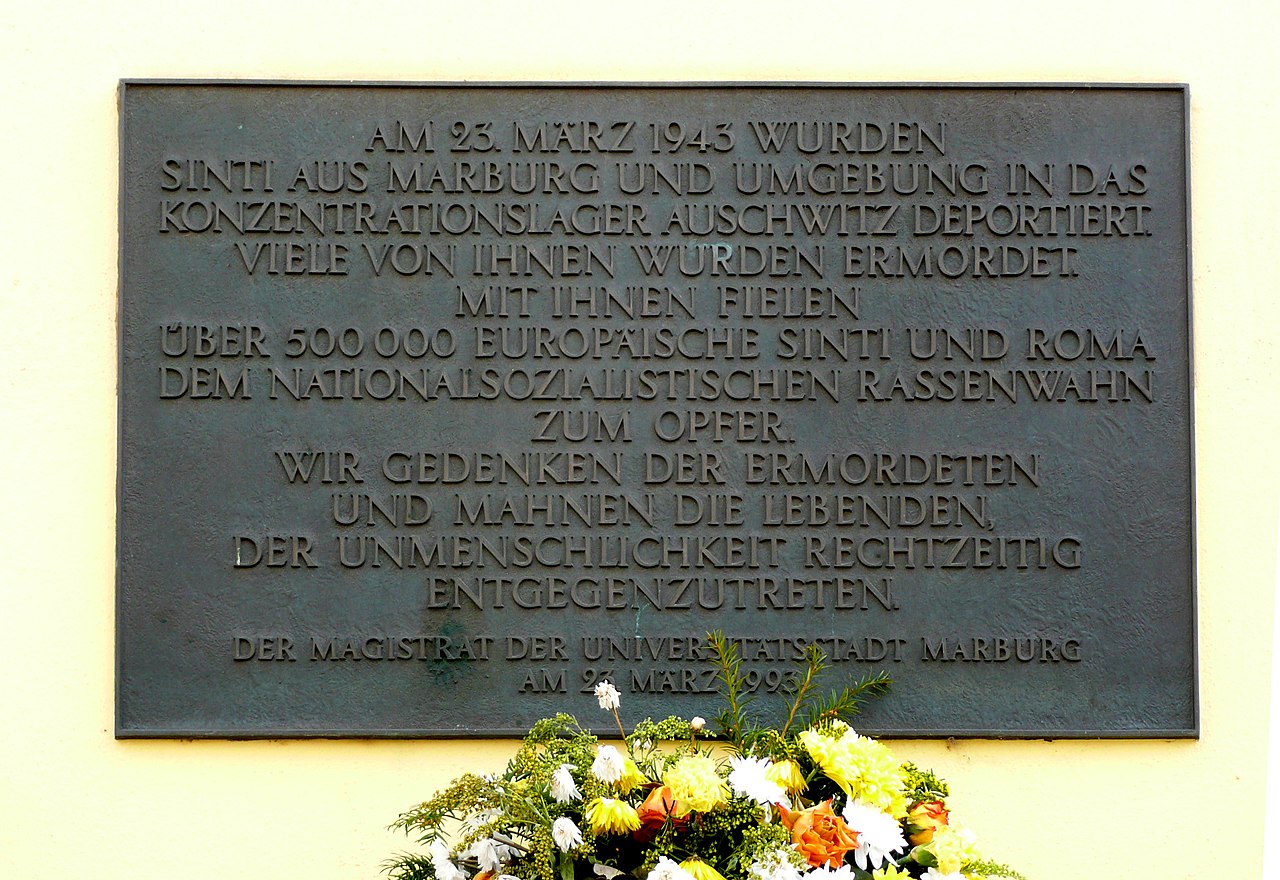 AM 23. MÄRZ 1943 WURDEN
SINTI AUS MARBURG UND UMGEBUNG IN DAS
KONZENTRATIONSLAGER AUSCHWITZ DEPORTIERT.
VIELE VON IHNEN WURDEN ERMORDET.
MIT IHNEN FIELEN
ÜBER 500 000 EUROPÄISCHE SINTI UND ROMA
DEM NATIONALSOZIALISTISCHEN RASSENWAHN
ZUM OPFER.
WIR GEDENKEN DER ERMORDETEN
UND MAHNEN DIE LEBENDEN,
DER UNMENSCHLICHKEIT RECHTZEITIG
ENTGEGENZUTRETEN.
DER MAGISTRAT DER UNIVERSITÄTSSTADT MARBURG
AM 23. MÄRZ 1993